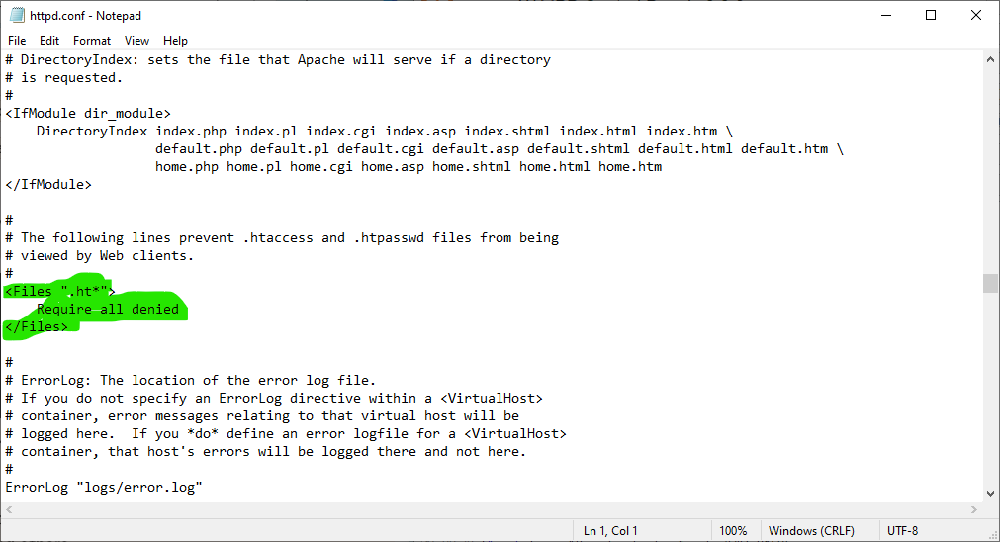 httpd.conf - Notepad
File Edit Format View Help
# DirectoryIndex: sets the file that Apache will serve if a directory
# is requested.
#
<IfModule dir_module>
    DirectoryIndex index.php index.pl index.cgi index.asp index.shtml index.html index.htm \
                   default.php default.pl default.cgi default.asp default.shtml default.html default.htm \
                   home.php home.pl home.cgi home.asp home.shtml home.html home.htm
</IfModule>

#
# The following lines prevent .htaccess and .htpasswd files from being
# viewed by Web clients.
#
<Files ".ht*">
    Require all denied
</Files>

#
# ErrorLog: The location of the error log file.
# If you do not specify an ErrorLog directive within a <VirtualHost>
# container, error messages relating to that virtual host will be
# logged here.  If you *do* define an error logfile for a <VirtualHost>
# container, that host's errors will be logged there and not here.
#
ErrorLog "logs/error.log"
Ln 1, Col 1 100% Windows (CRLF) UTF-8